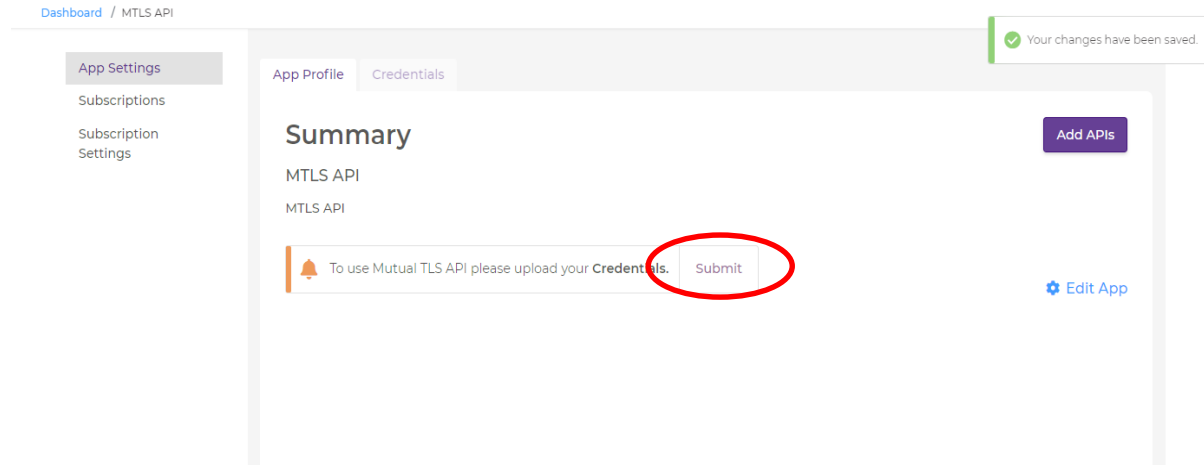 Dashboard / MTLS API
Your changes have been saved.
App Settings
Subscriptions
Subscription
Settings
App Profile
Credentials
Summary
Add APIs
MTLS API
MTLS API
To use Mutual TLS API please upload your Credentials.
Submit
Edit App